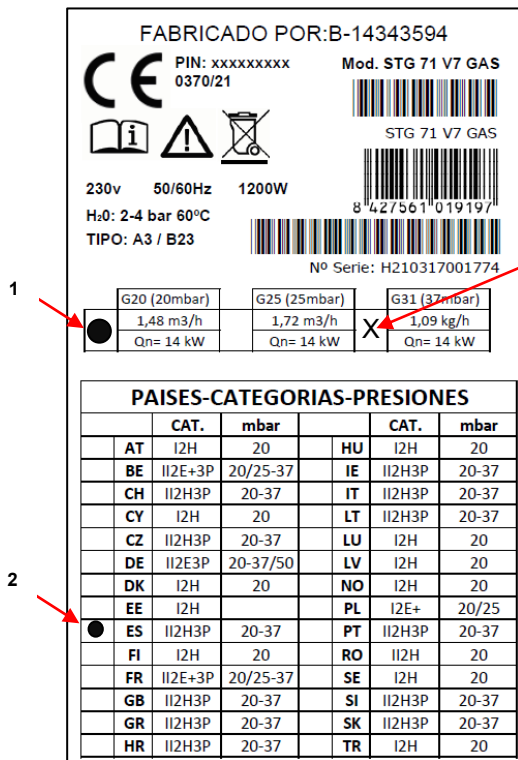 FABRICADO POR:B-14343594
CE PIN: xxxxxxxxx Mod. STG 71 V7 GAS
0370/21
i
STG 71 V7 GAS
230v 50/60Hz 1200W
8 427561 019197
H₂0: 2-4 bar 60ºC
TIPO: A3 / B23
Nº Serie: H210317001774
1
G20 (20mbar) G25 (25mbar) G31 (37mbar)
1,48 m3/h 1,72 m3/h X 1,09 kg/h
Qn= 14 kW Qn= 14 kW Qn= 14 kW
PAISES-CATEGORIAS-PRESIONES
CAT. mbar CAT. mbar
AT I2H 20 HU I2H 20
BE II2E+3P 20/25-37 IE II2H3P 20-37
CH II2H3P 20-37 IT II2H3P 20-37
CY I2H 20 LT II2H3P 20-37
CZ II2H3P 20-37 LU I2H 20
DE II2E3P 20-37/50 LV I2H 20
DK I2H 20 NO I2H 20
2
EE I2H PL I2E+ 20/25
ES II2H3P 20-37 PT II2H3P 20-37
FI I2H 20 RO II2H 20
FR II2E+3P 20/25-37 SE I2H 20
GB II2H3P 20-37 SI II2H3P 20-37
GR II2H3P 20-37 SK II2H3P 20-37
HR II2H3P 20-37 TR I2H 20